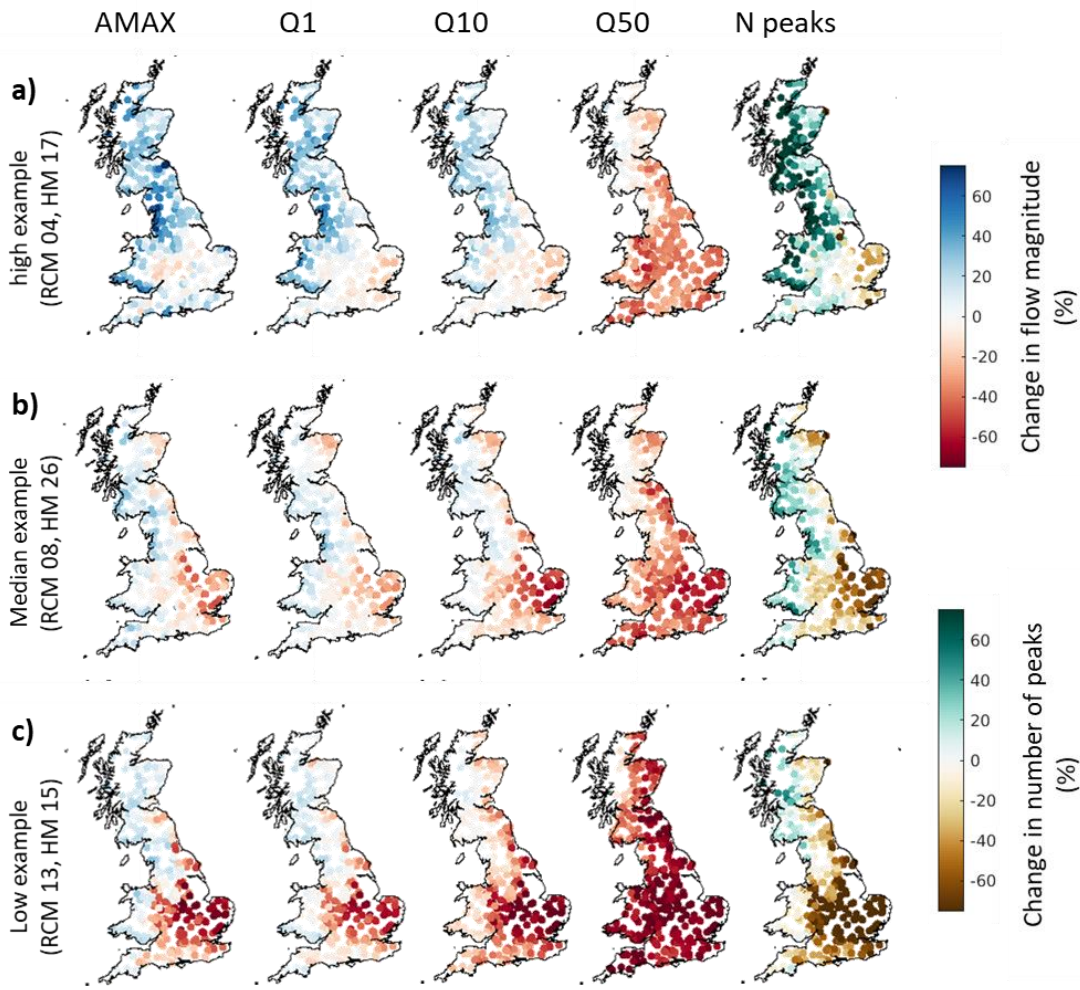 AMAX Q1 Q10 Q50 N peaks
a)
high example
(RCM 04, HM 17)
60
40
20
0
-20
-40
-60
Change in flow magnitude
(%)
b)
Median example
(RCM 08, HM 26)
c)
Low example
(RCM 13, HM 15)
60
40
20
0
-20
-40
-60
Change in number of peaks
(%)